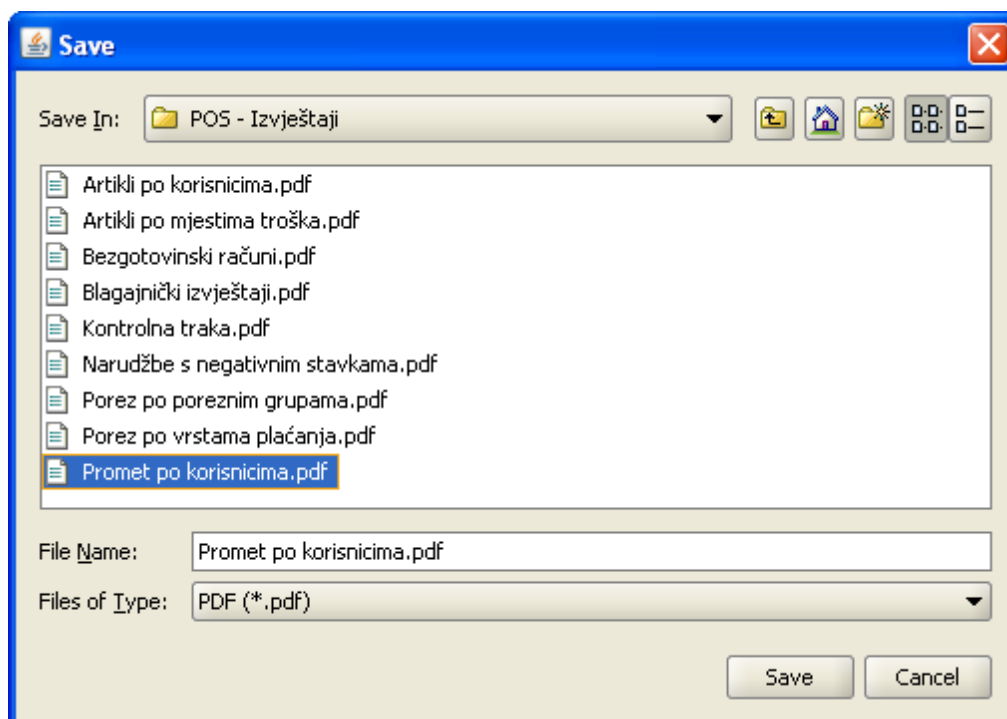 Save
Save In: POS - Izvještaji
Artikli po korisnicima.pdf
Artikli po mjestima troška.pdf
Bezgotovinski računi.pdf
Blagajnički izvještaji.pdf
Kontrolna traka.pdf
Narudžbe s negativnim stavkama.pdf
Porez po poreznim grupama.pdf
Porez po vrstama plaćanja.pdf
Promet po korisnicima.pdf
File Name: Promet po korisnicima.pdf
Files of Type: PDF (*.pdf)
Save Cancel